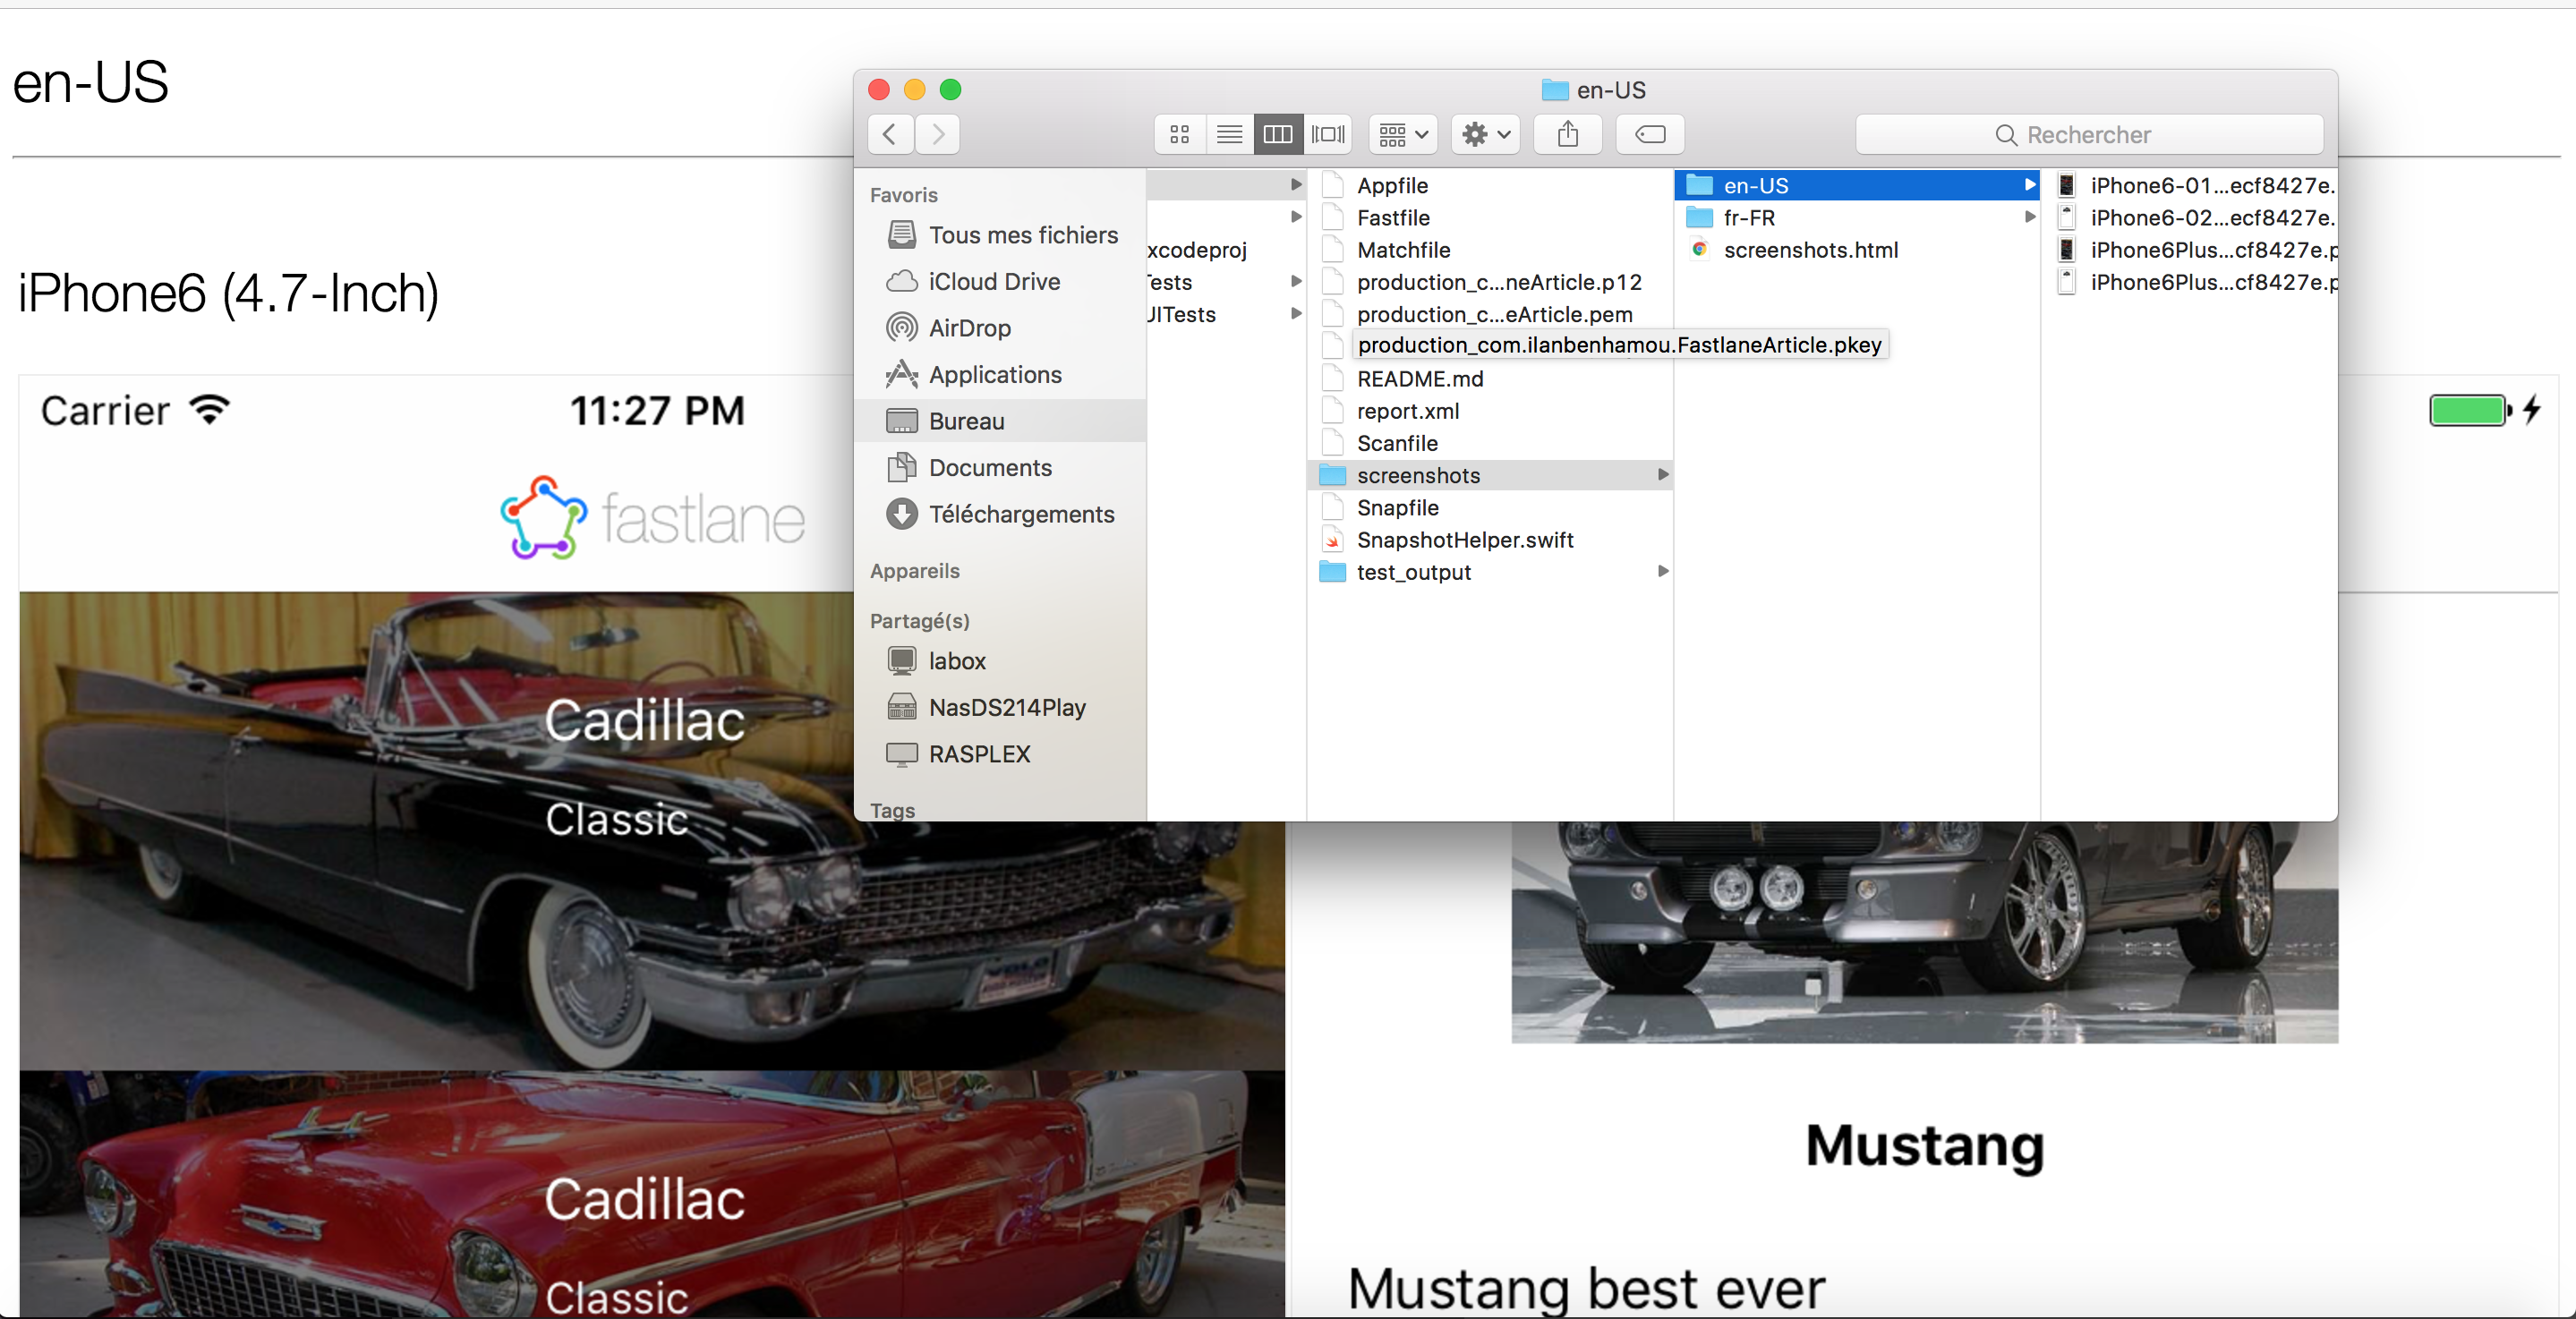 en-US
iPhone6 (4.7-Inch)
Carrier
11:27 PM
fastlane
Cadillac
Classic
Cadillac
Classic
en-US
Rechercher
Favoris
Tous mes fichiers
iCloud Drive
AirDrop
Applications
Bureau
Documents
Téléchargements
Appareils
Partagé(s)
labox
NasDS214Play
RASPLEX
Tags
xcodeproj
Tests
UITests
Appfile
Fastfile
Matchfile
production_c...neArticle.p12
production_c...eArticle.pem
production_com.ilanbenhamou.FastlaneArticle.pkey
README.md
report.xml
Scanfile
screenshots
Snapfile
SnapshotHelper.swift
test_output
en-US
fr-FR
screenshots.html
iPhone6-01...ecf8427e.
iPhone6-02...ecf8427e.
iPhone6Plus...cf8427e.p
iPhone6Plus...cf8427e.p
Mustang
Mustang best ever